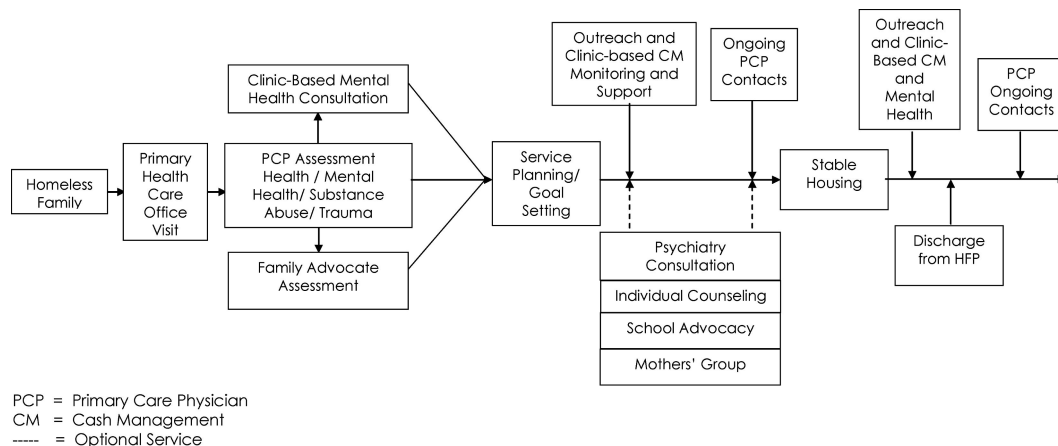 Homeless
Family
Primary
Health
Care
Office
Visit
Clinic-Based Mental
Health Consultation
PCP Assessment
Health / Mental
Health/ Substance
Abuse/ Trauma
Family Advocate
Assessment
Service
Planning/
Goal
Setting
Outreach and
Clinic-based CM
Monitoring and
Support
Ongoing
PCP
Contacts
Psychiatry
Consultation
Individual Counseling
School Advocacy
Mothers’ Group
Stable
Housing
Outreach
and Clinic-
Based CM
and
Mental
Health
PCP
Ongoing
Contacts
Discharge
from HFP
PCP = Primary Care Physician
CM = Cash Management
----- = Optional Service